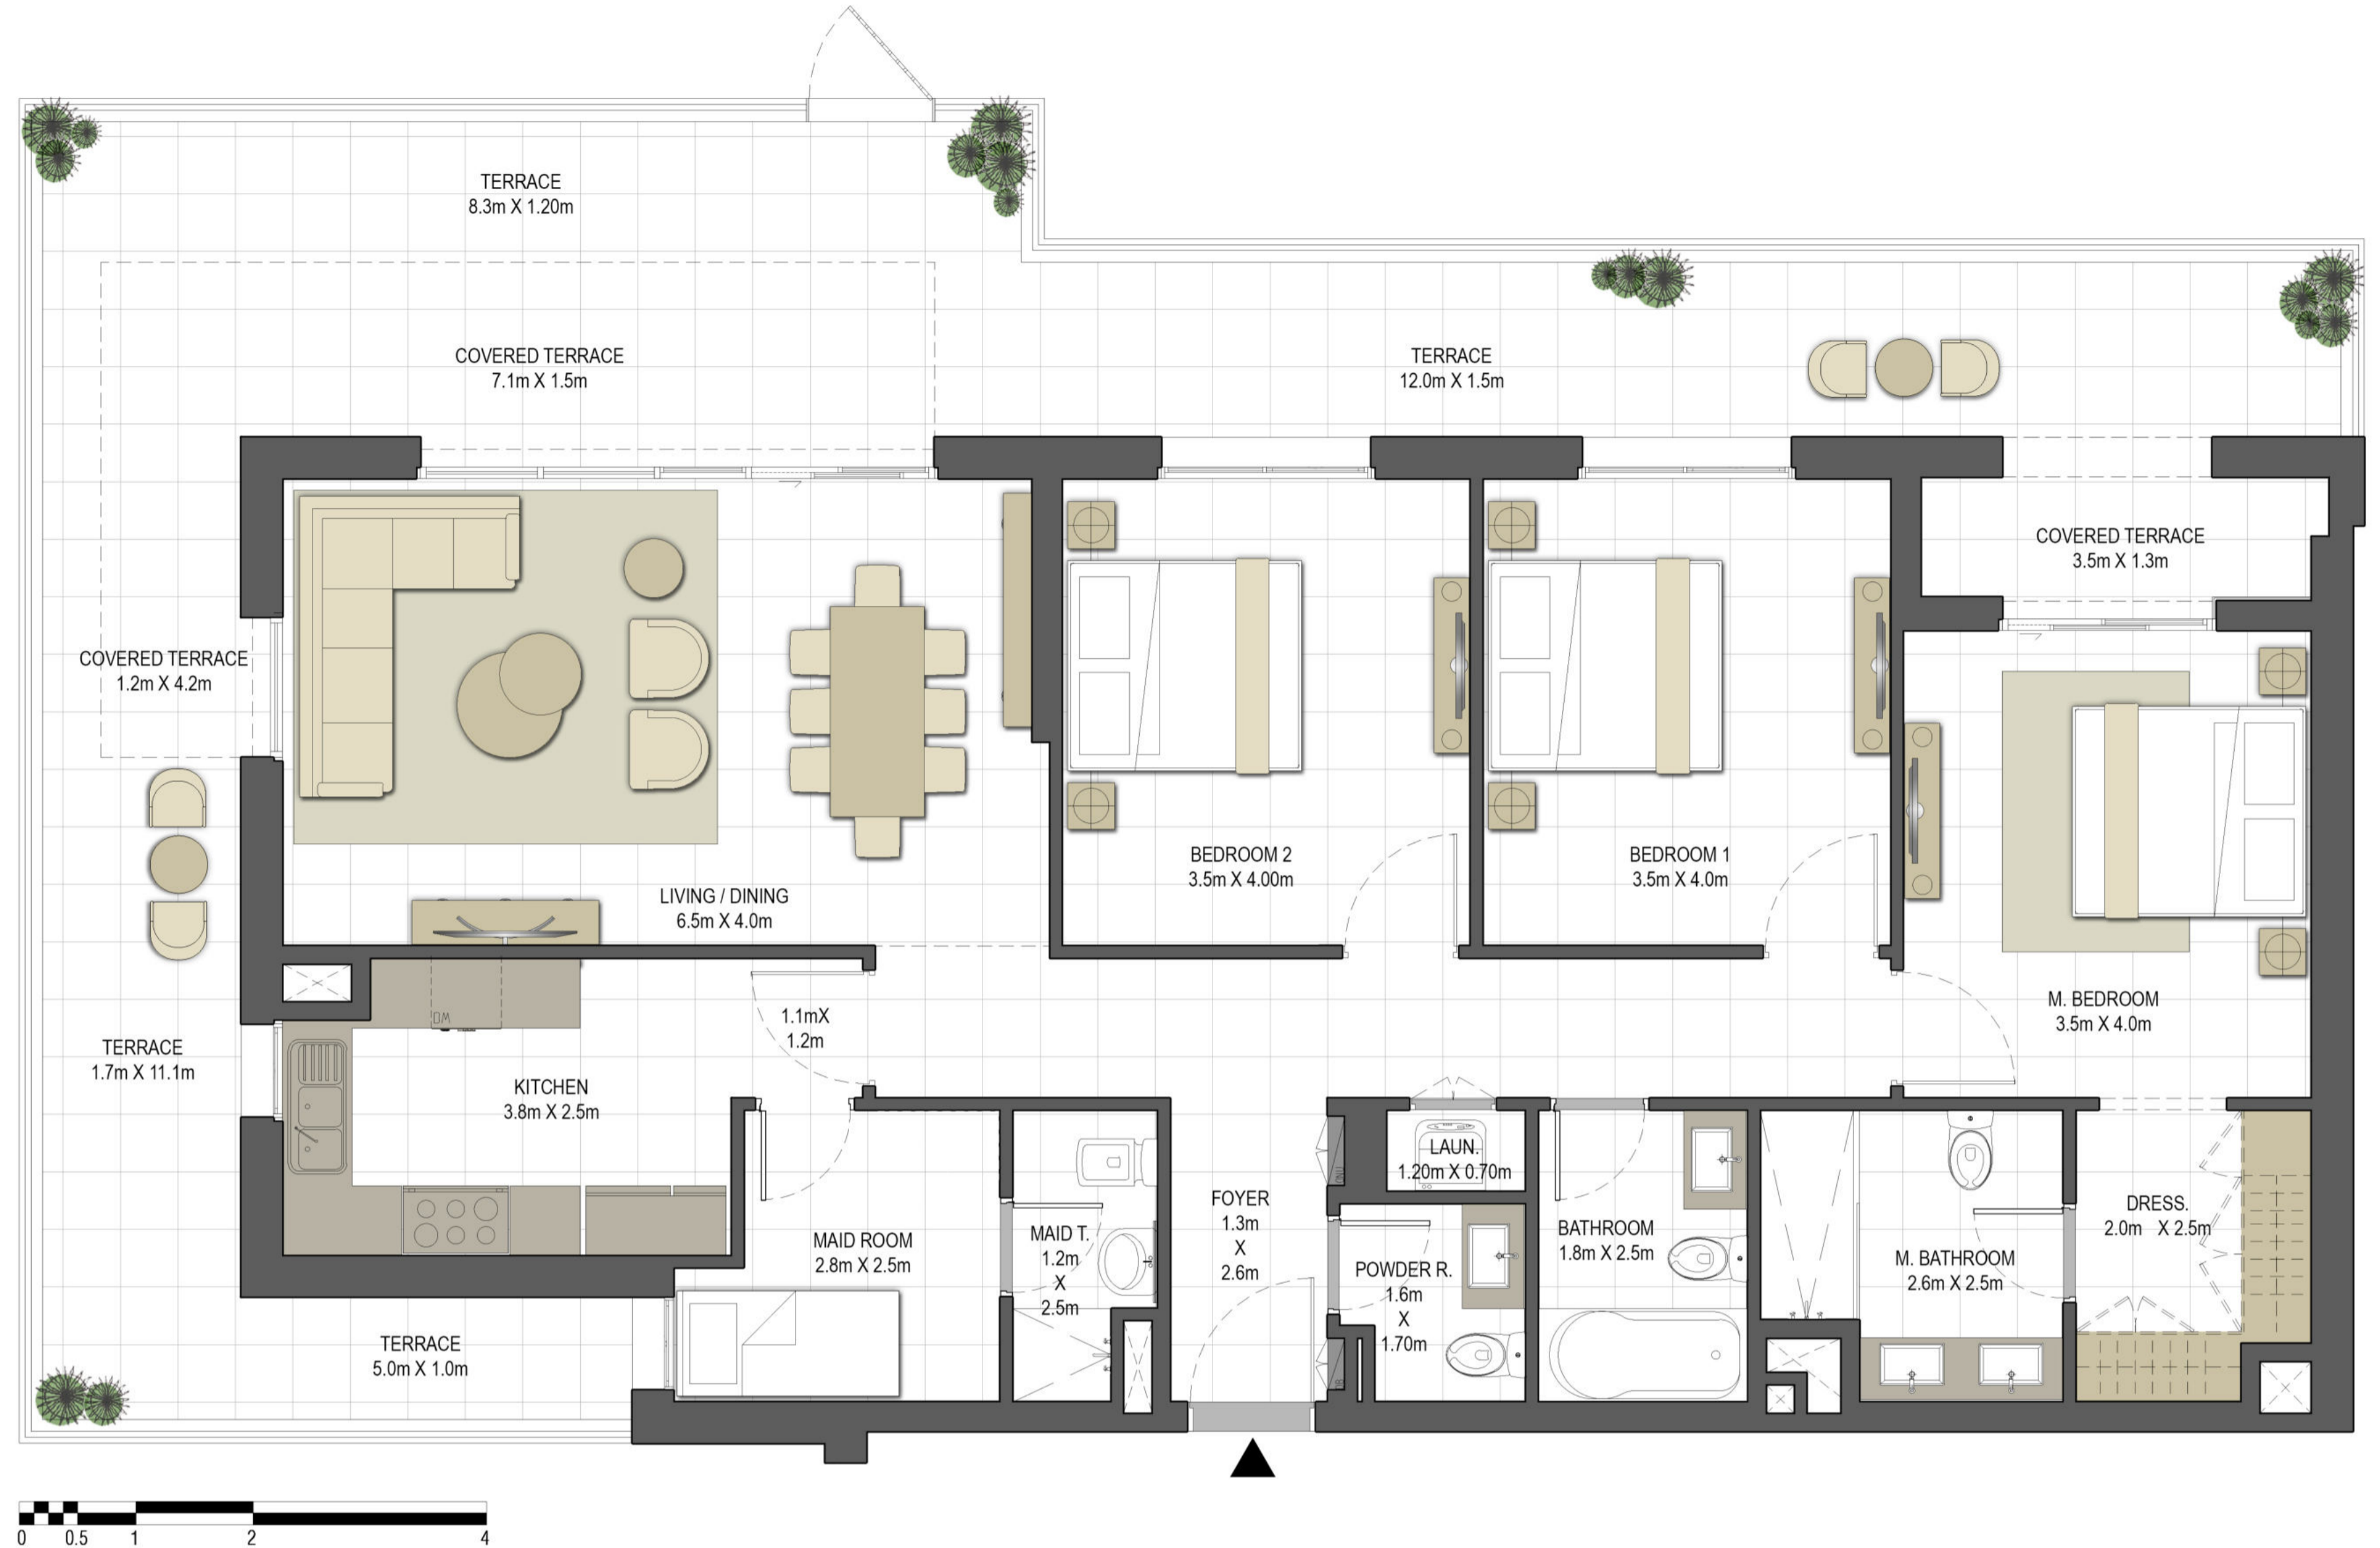 TERRACE
8.3m X 1.20m
COVERED TERRACE
7.1m X 1.5m
TERRACE
12.0m X 1.5m
COVERED TERRACE
3.5m X 1.3m
COVERED TERRACE
1.2m X 4.2m
BEDROOM 2
3.5m X 4.00m
BEDROOM 1
3.5m X 4.0m
LIVING / DINING
6.5m X 4.0m
M. BEDROOM
3.5m X 4.0m
DM
1.1mX
1.2m
TERRACE
1.7m X 11.1m
KITCHEN
3.8m X 2.5m
LAUN.
1.20m X 0.70m
MAID ROOM
2.8m X 2.5m
MAID T.
1.2m
X
2.5m
FOYER
1.3m
X
2.6m
POWDER R.
1.6m
X
1.70m
BATHROOM
1.8m X 2.5m
M. BATHROOM
2.6m X 2.5m
DRESS.
2.0m X 2.5m
TERRACE
5.0m X 1.0m
0 0.5 1 2 4